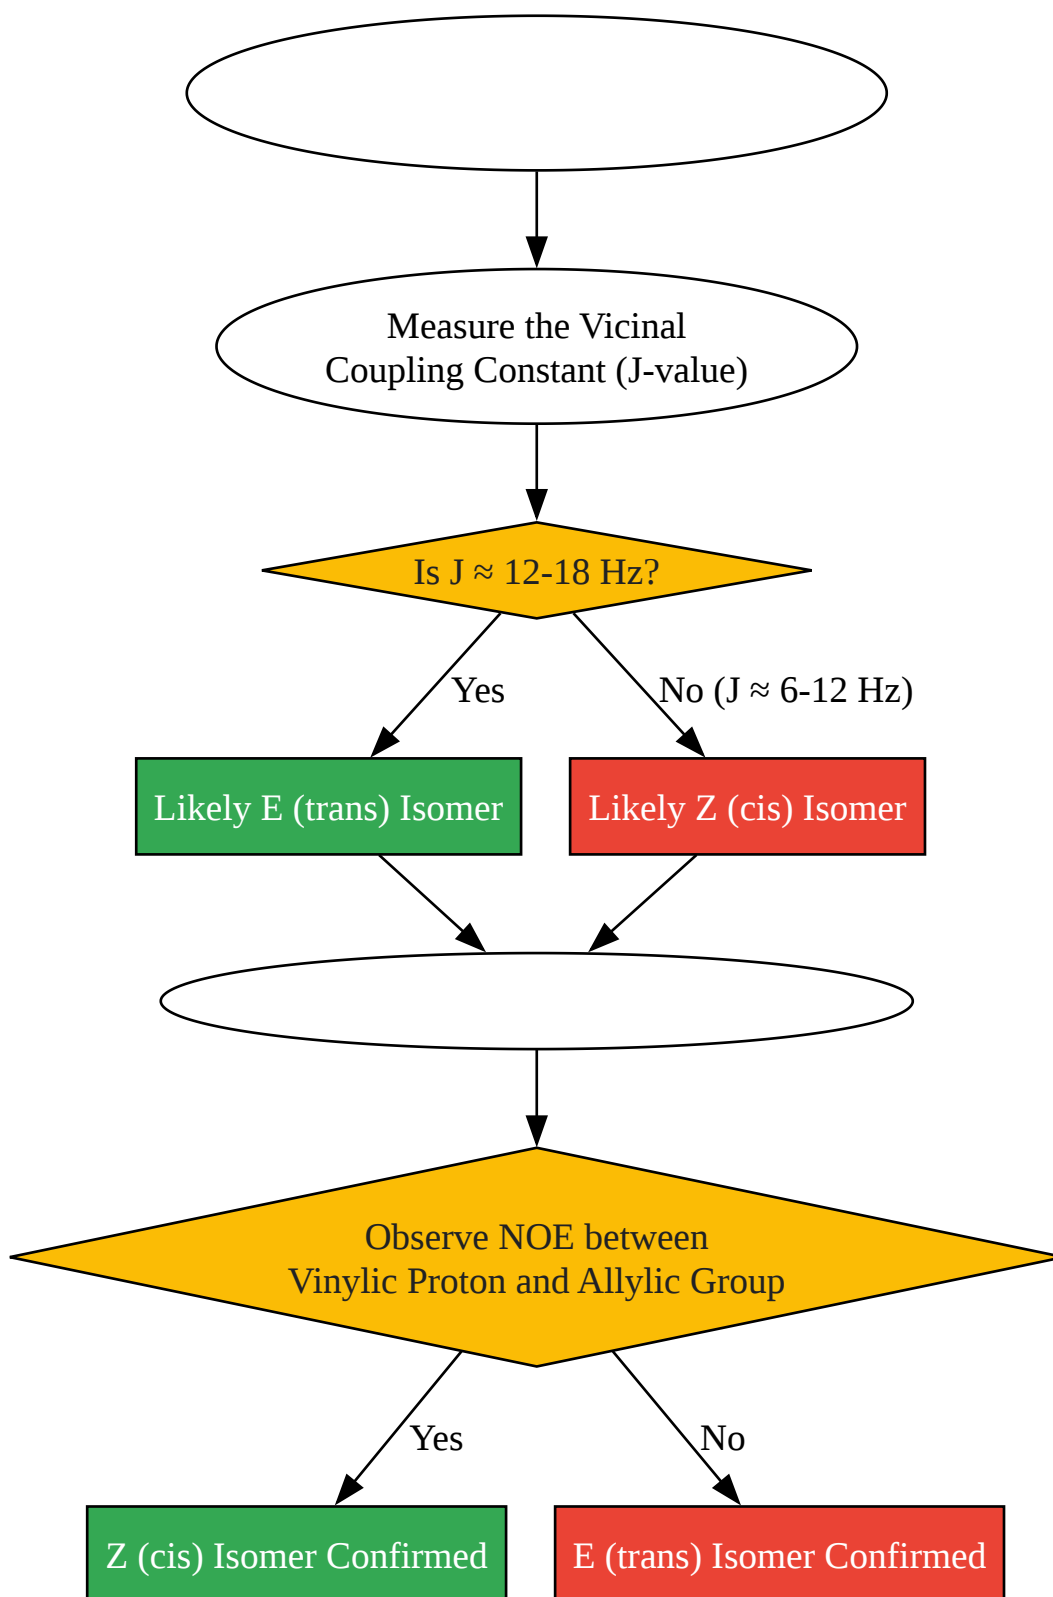 Measure the Vicinal
Coupling Constant (J-value)
Is J ≈ 12-18 Hz?
Yes
No (J ≈ 6-12 Hz)
Likely E (trans) Isomer
Likely Z (cis) Isomer
Observe NOE between
Vinylic Proton and Allylic Group
Yes
No
Z (cis) Isomer Confirmed
E (trans) Isomer Confirmed